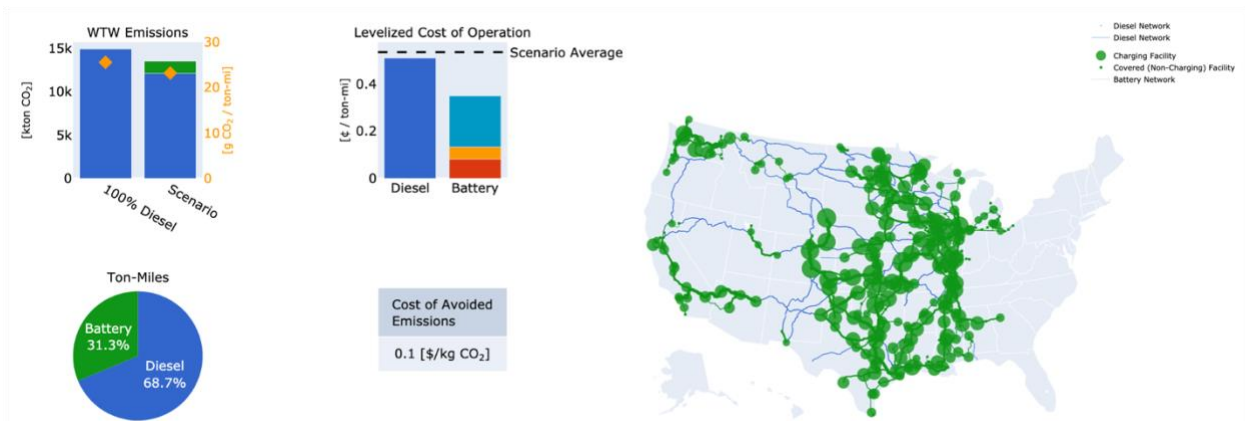 WTW Emissions
15k
10k
5k
0
[kton CO₂]
30
20
10
0
[g CO₂ / ton-mi]
100% Diesel
Scenario
Levelized Cost of Operation
Scenario Average
0.4
0.2
0
[¢ / ton-mi]
Diesel
Battery
Diesel Network
Diesel Network
Charging Facility
Covered (Non-Charging) Facility
Battery Network
Ton-Miles
Battery
31.3%
Diesel
68.7%
Cost of Avoided
Emissions
0.1 [$/kg CO₂]